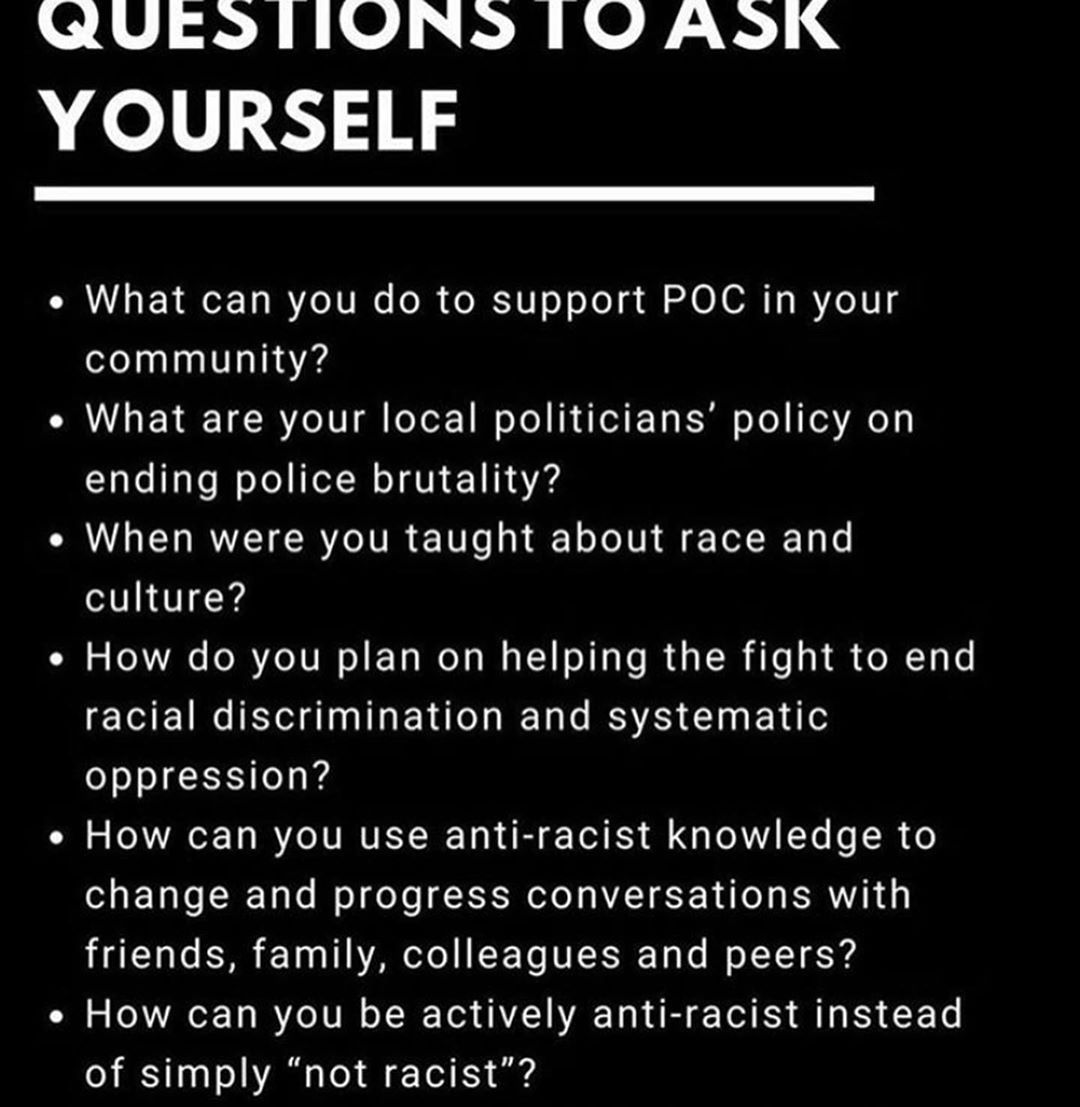 QUESTIONS TO ASK
YOURSELF
• What can you do to support POC in your
community?
• What are your local politicians’ policy on
ending police brutality?
• When were you taught about race and
culture?
• How do you plan on helping the fight to end
racial discrimination and systematic
oppression?
• How can you use anti-racist knowledge to
change and progress conversations with
friends, family, colleagues and peers?
• How can you be actively anti-racist instead
of simply “not racist”?